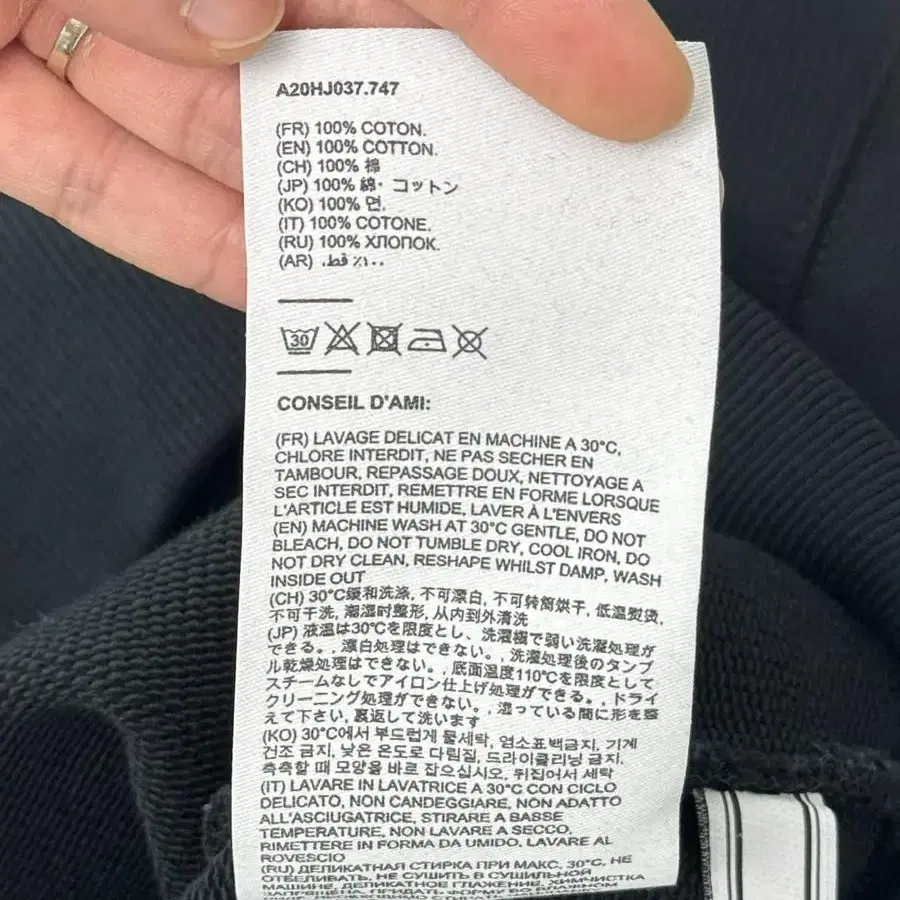 A20HJ037.747
(FR) 100% COTON.
(EN) 100% COTTON.
(CH) 100% 棉
(JP) 100% 綿・コットン
(KO) 100% 면.
(IT) 100% COTONE.
(RU) 100% ХЛОПОК.
(AR) ١٠٠٪ قطن.
30
CONSEIL D'AMI:
(FR) LAVAGE DELICAT EN MACHINE A 30°C,
CHLORE INTERDIT, NE PAS SECHER EN
TAMBOUR, REPASSAGE DOUX, NETTOYAGE A
SEC INTERDIT, REMETTRE EN FORME LORSQUE
L'ARTICLE EST HUMIDE, LAVER À L'ENVERS
(EN) MACHINE WASH AT 30°C GENTLE, DO NOT
BLEACH, DO NOT TUMBLE DRY, COOL IRON, DO
NOT DRY CLEAN, RESHAPE WHILST DAMP, WASH
INSIDE OUT
(CH) 30°C缓和洗涤, 不可漂白, 不可转筒烘干, 低温熨烫,
不可干洗, 潮湿时整形, 从内到外清洗
(JP) 液温は30℃を限度とし、洗濯機で弱い洗濯処理が
できる。, 漂白処理はできない。, 洗濯処理後のタンブ
ル乾燥処理はできない。, 底面温度110℃を限度として
スチームなしでアイロン仕上げ処理ができる。, ドライ
クリーニング処理ができない。, 湿っている間に形を整
えて下さい, 裏返して洗います
(KO) 30°C에서 부드럽게 물세탁, 염소표백금지, 기계
건조 금지, 낮은 온도로 다림질, 드라이클리닝 금지,
축축할 때 모양을 바로 잡으십시오, 뒤집어서 세탁
(IT) LAVARE IN LAVATRICE A 30°C CON CICLO
DELICATO, NON CANDEGGIARE, NON ADATTO
ALL'ASCIUGATRICE, STIRARE A BASSE
TEMPERATURE, NON LAVARE A SECCO,
RIMETTERE IN FORMA DA UMIDO, LAVARE AL
ROVESCIO
(RU) ДЕЛИКАТНАЯ СТИРКА ПРИ МАКС. 30°C, НЕ
ОТБЕЛИВАТЬ, НЕ СУШИТЬ В СУШИЛЬНОЙ
МАШИНЕ, ДЕЛИКАТНОЕ ГЛАЖЕНИЕ, ХИМЧИСТКА
ЗАПРЕЩЕНА, ПРИДАТЬ ФОРМУ ВО ВЛАЖНОМ